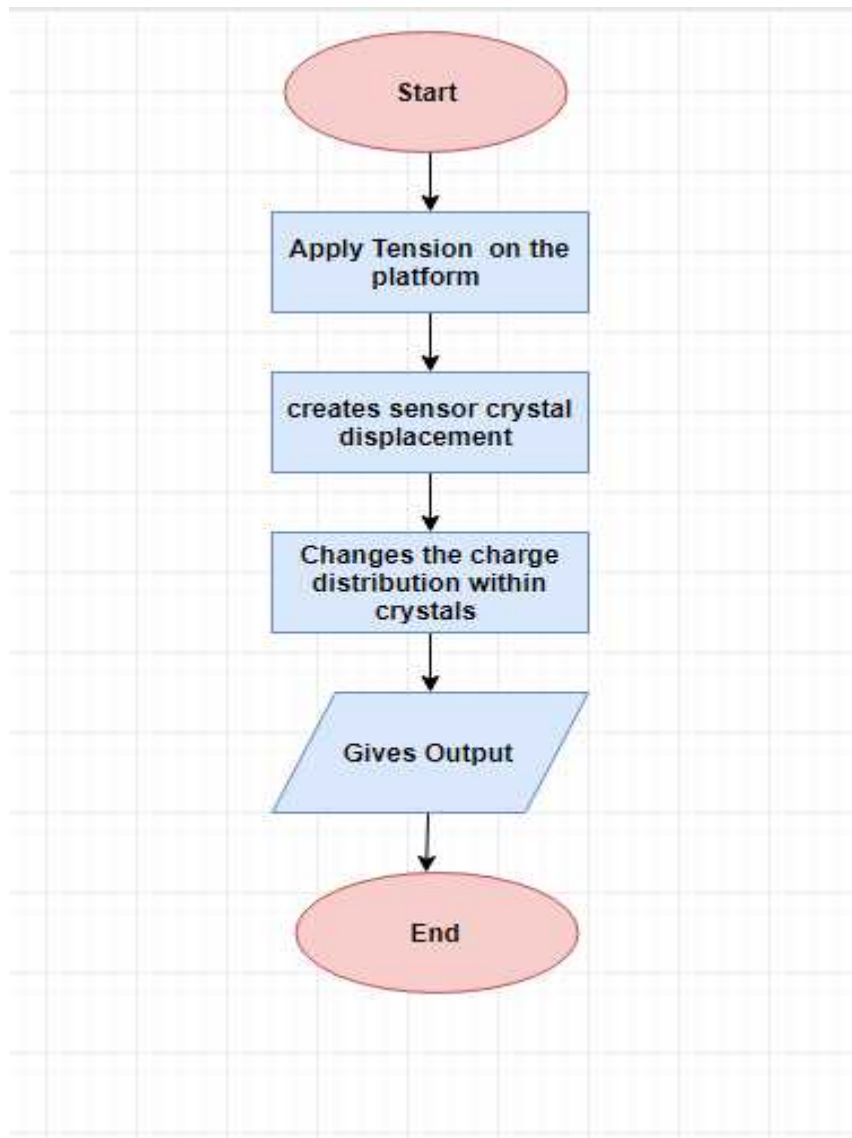 Start
Apply Tension  on the
platform
creates sensor crystal
displacement
Changes the charge
distribution within
crystals
Gives Output
End